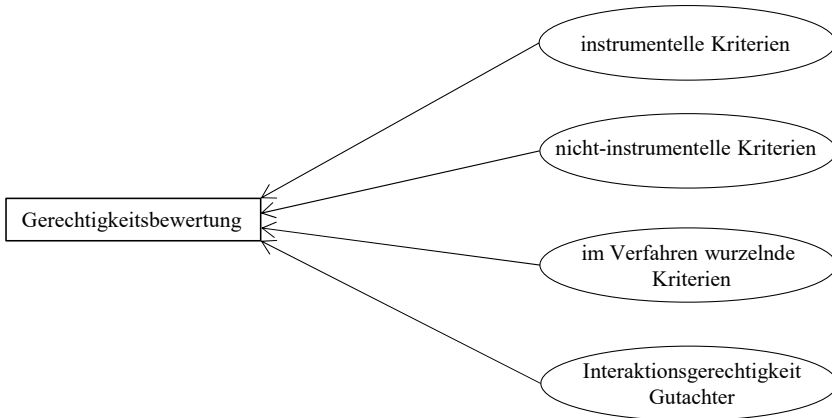 instrumentelle Kriterien
nicht-instrumentelle Kriterien
Gerechtigkeitsbewertung
im Verfahren wurzelnde
Kriterien
Interaktionsgerechtigkeit
Gutachter